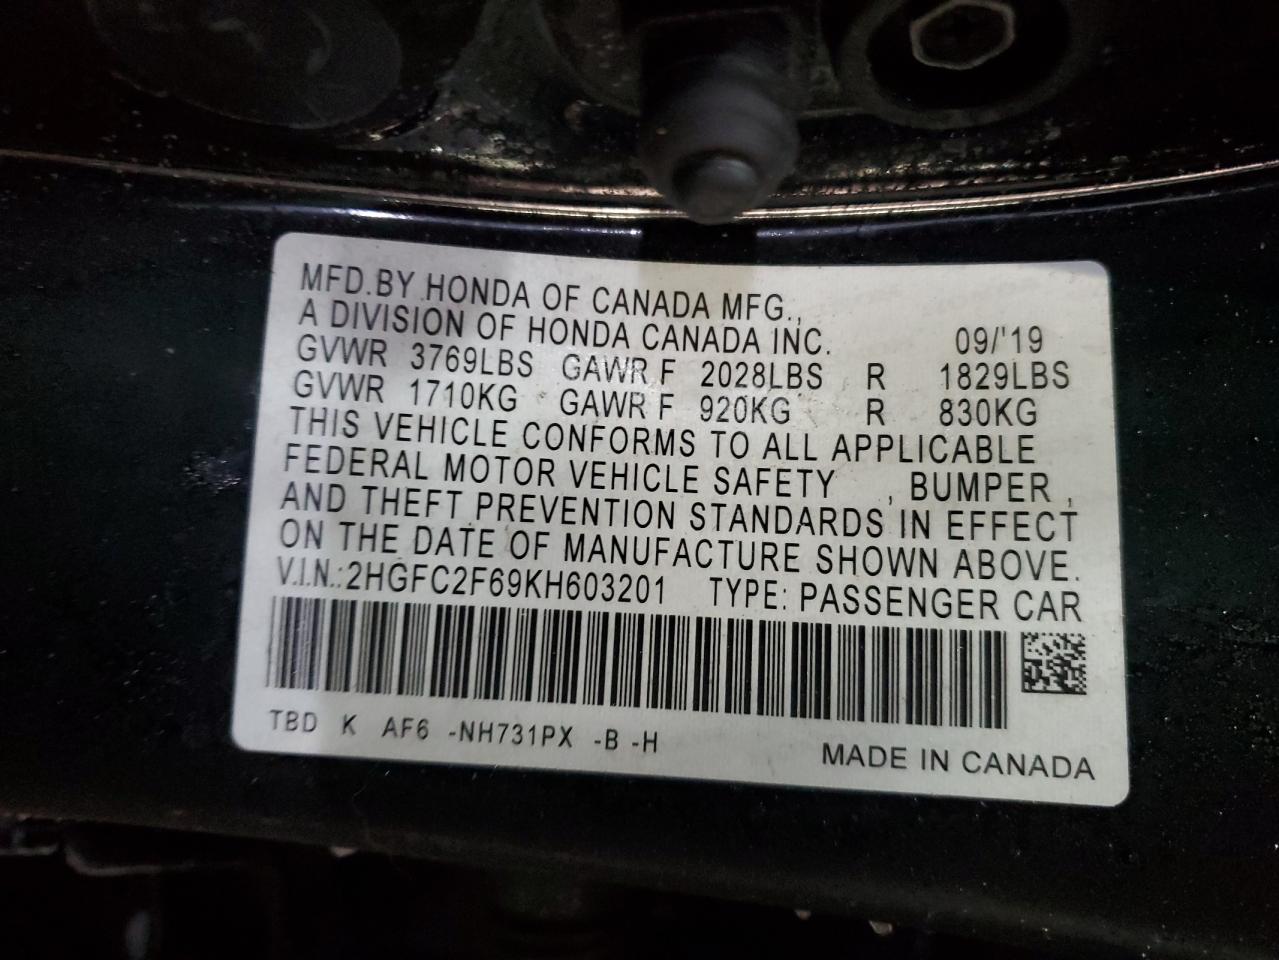 MFD.BY HONDA OF CANADA MFG.,
A DIVISION OF HONDA CANADA INC. 09/'19
GVWR 3769LBS GAWR F 2028LBS R 1829LBS
GVWR 1710KG GAWR F 920KG R 830KG
THIS VEHICLE CONFORMS TO ALL APPLICABLE
FEDERAL MOTOR VEHICLE SAFETY , BUMPER ,
AND THEFT PREVENTION STANDARDS IN EFFECT
ON THE DATE OF MANUFACTURE SHOWN ABOVE.
V.I.N.:2HGFC2F69KH603201 TYPE: PASSENGER CAR
TBD K AF6 -NH731PX -B -H
MADE IN CANADA